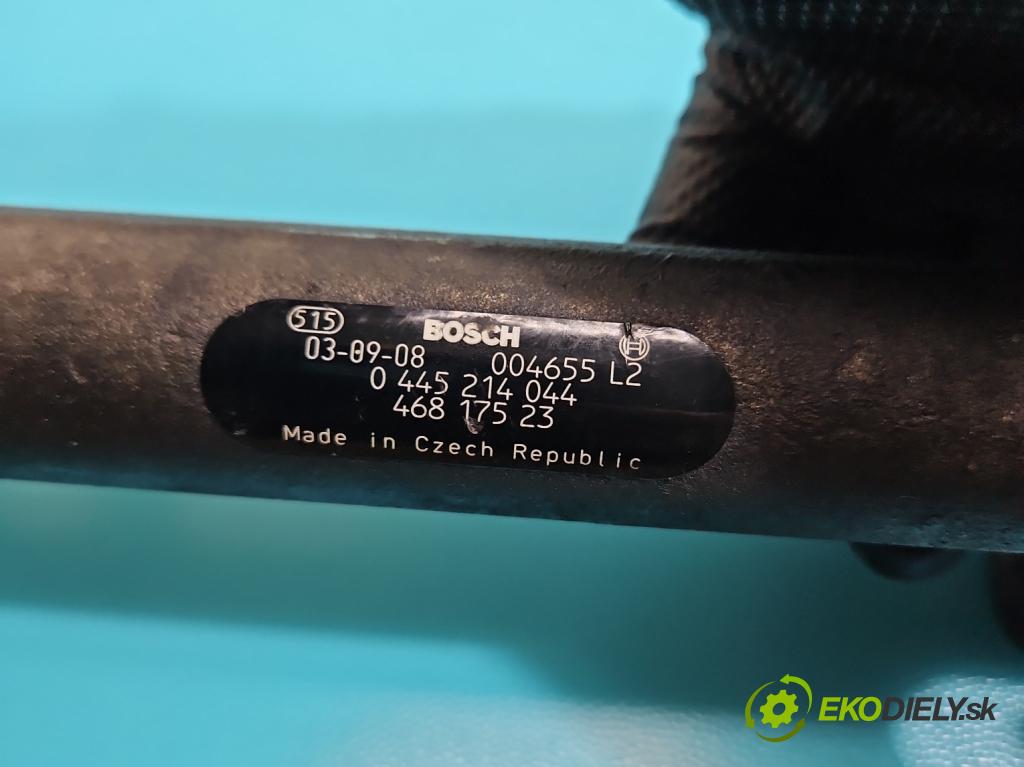 515 BOSCH
03-09-08 004655 L2
0 445 214 044
468 175 23
Made in Czech Republic
EKODIELY.sk